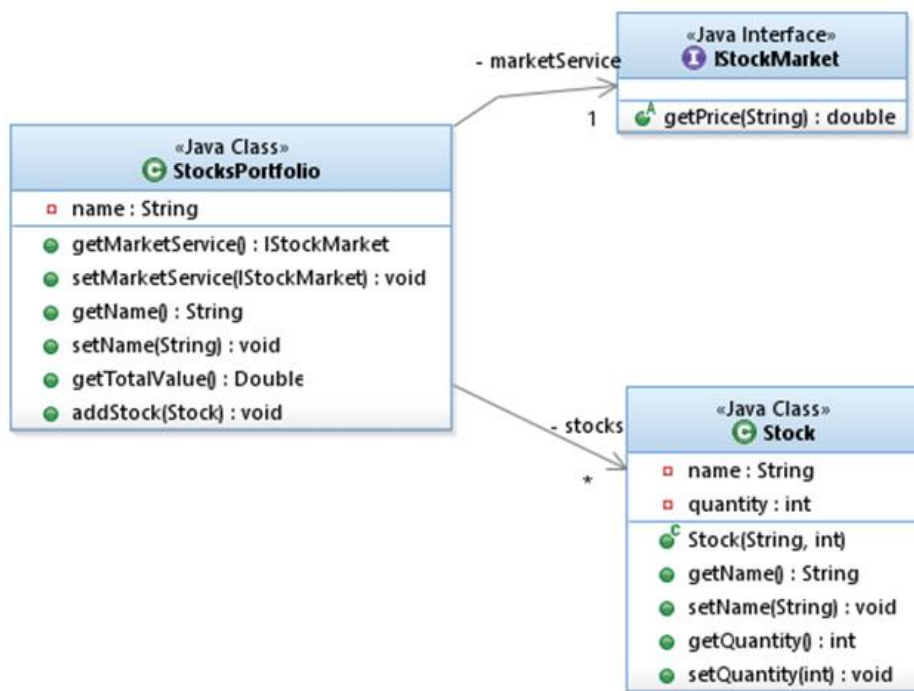 «Java Interface»
I IStockMarket
getPrice(String) : double
- marketService
1
«Java Class»
C StocksPortfolio
name : String
getMarketService() : IStockMarket
setMarketService(IStockMarket) : void
getName() : String
setName(String) : void
getTotalValue() : Double
addStock(Stock) : void
- stocks
*
«Java Class»
C Stock
name : String
quantity : int
C Stock(String, int)
getName() : String
setName(String) : void
getQuantity() : int
setQuantity(int) : void